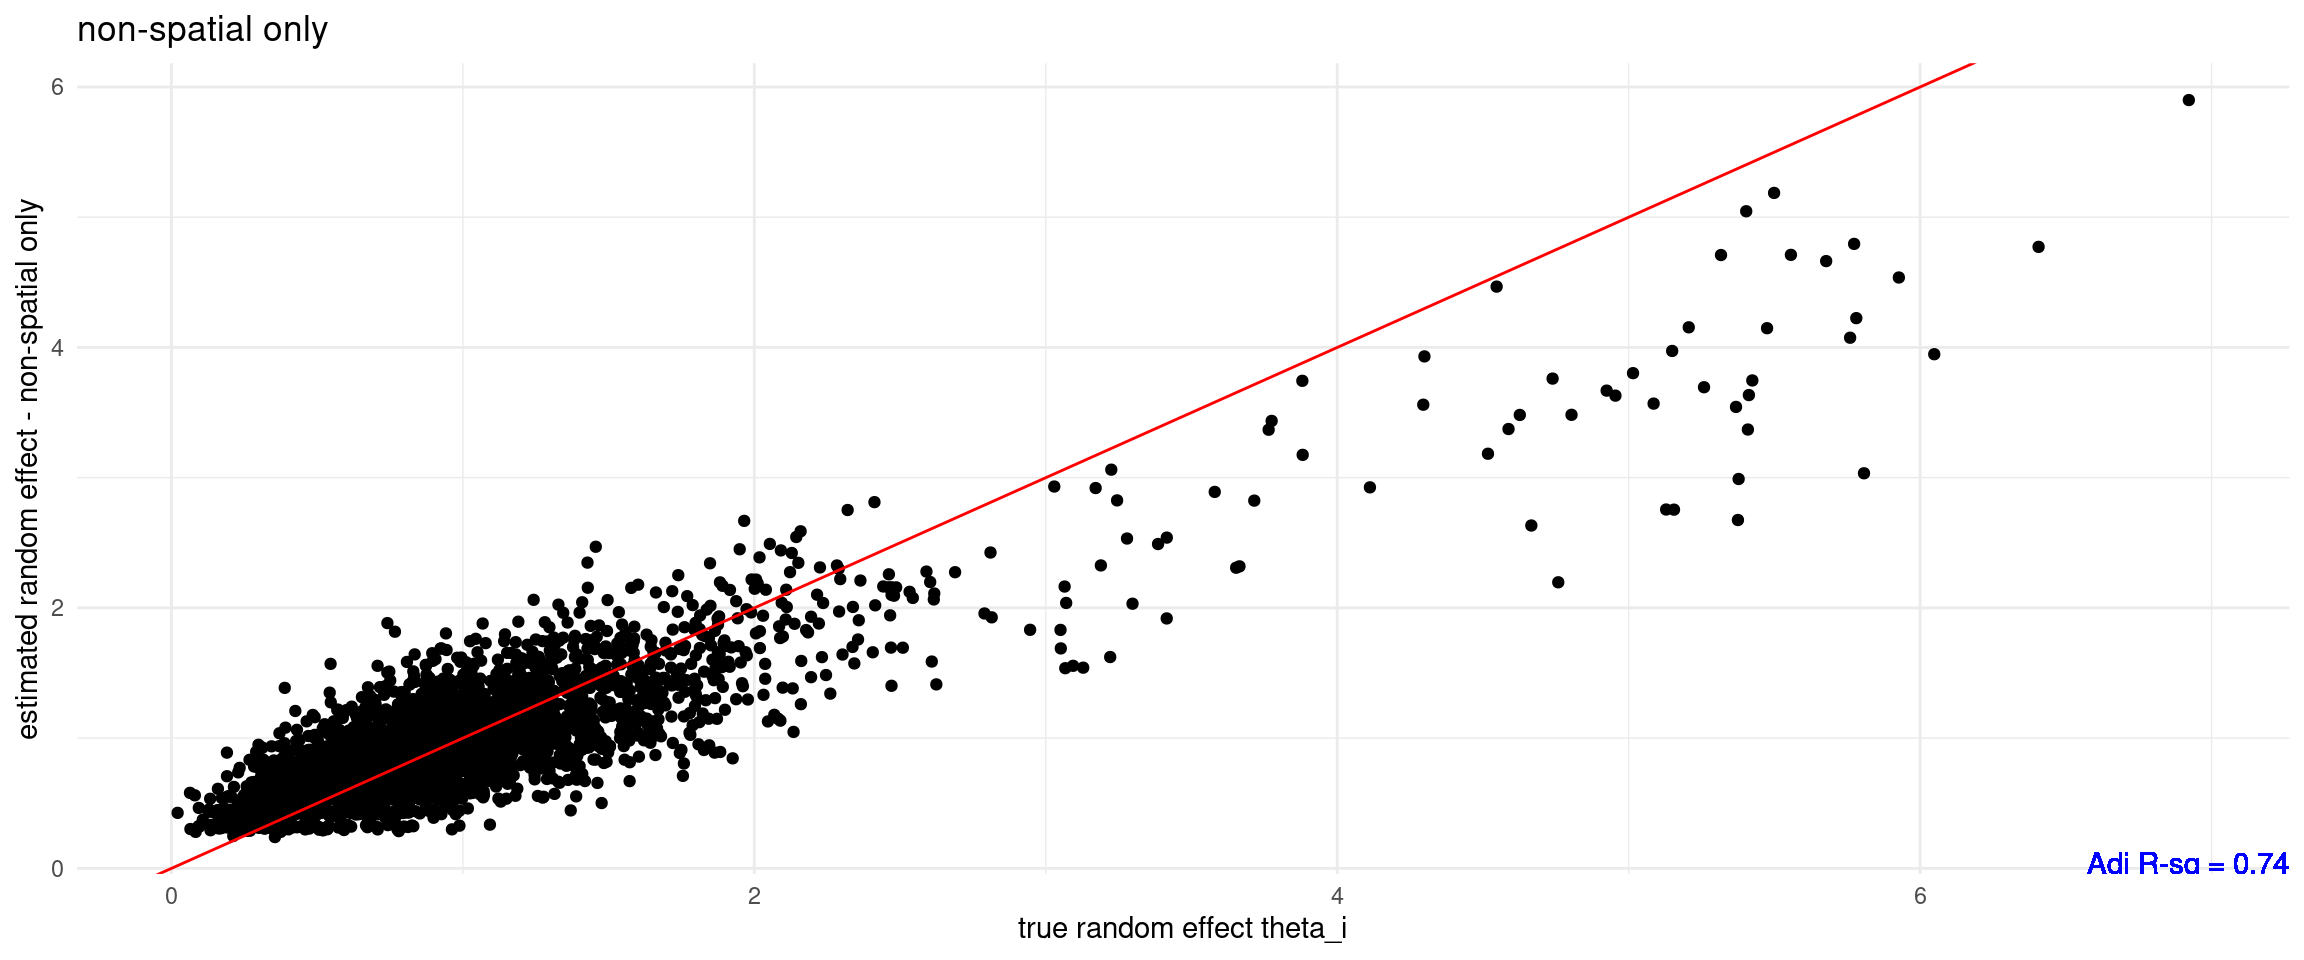 non-spatial only
estimated random effect - non-spatial only
6
4
2
0
0 2 4 6
Adj R-sq = 0.74
true random effect theta_i